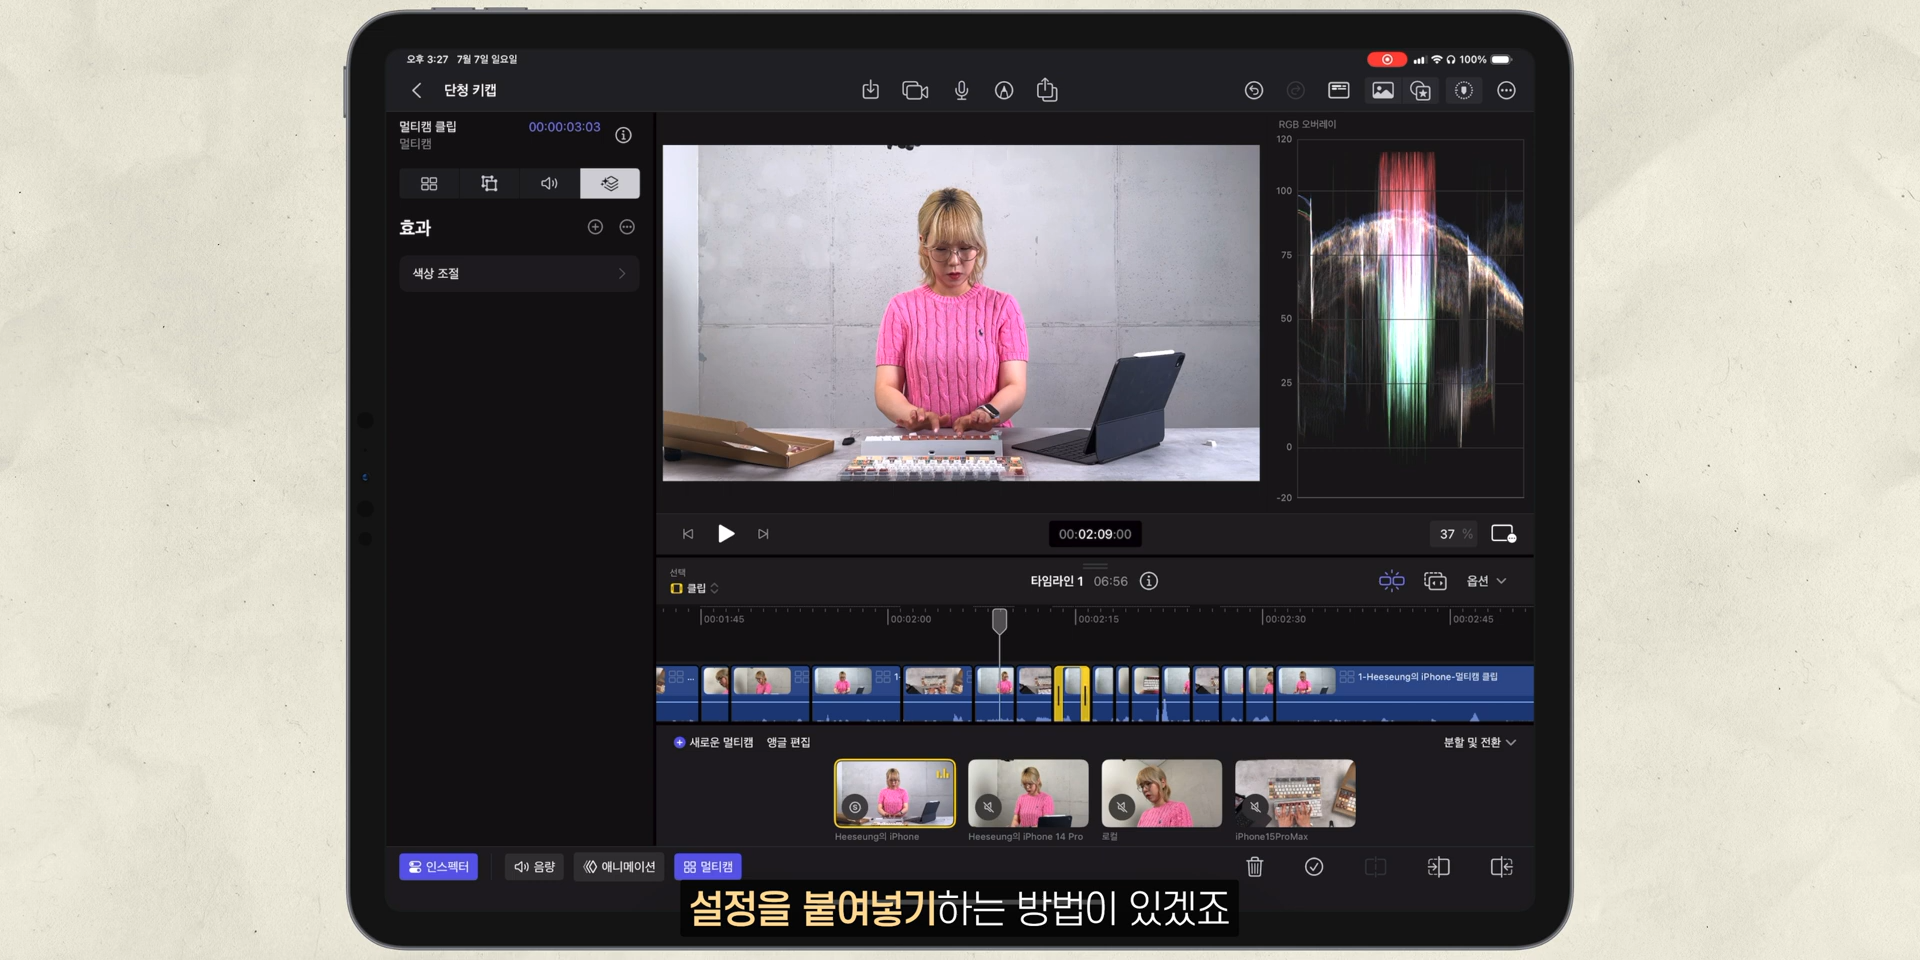 오후 3:27 7월 7일 일요일
100%
단청 키캡
멀티캠 클립
00:00:03:03
멀티캠
효과
색상 조절
RGB 오버레이
120
100
75
50
25
0
-20
00:02:09:00
37 %
선택
클립
타임라인 1 06:56
옵션
00:01:45
00:02:00
00:02:15
00:02:30
00:02:45
...
1-
1-Heeseung의 iPhone-멀티캠 클립
새로운 멀티캠
앵글 편집
분할 및 전환
Heeseung의 iPhone
Heeseung의 iPhone 14 Pro
로컬
iPhone15ProMax
인스펙터
음량
애니메이션
멀티캠
설정을 붙여넣기하는 방법이 있겠죠